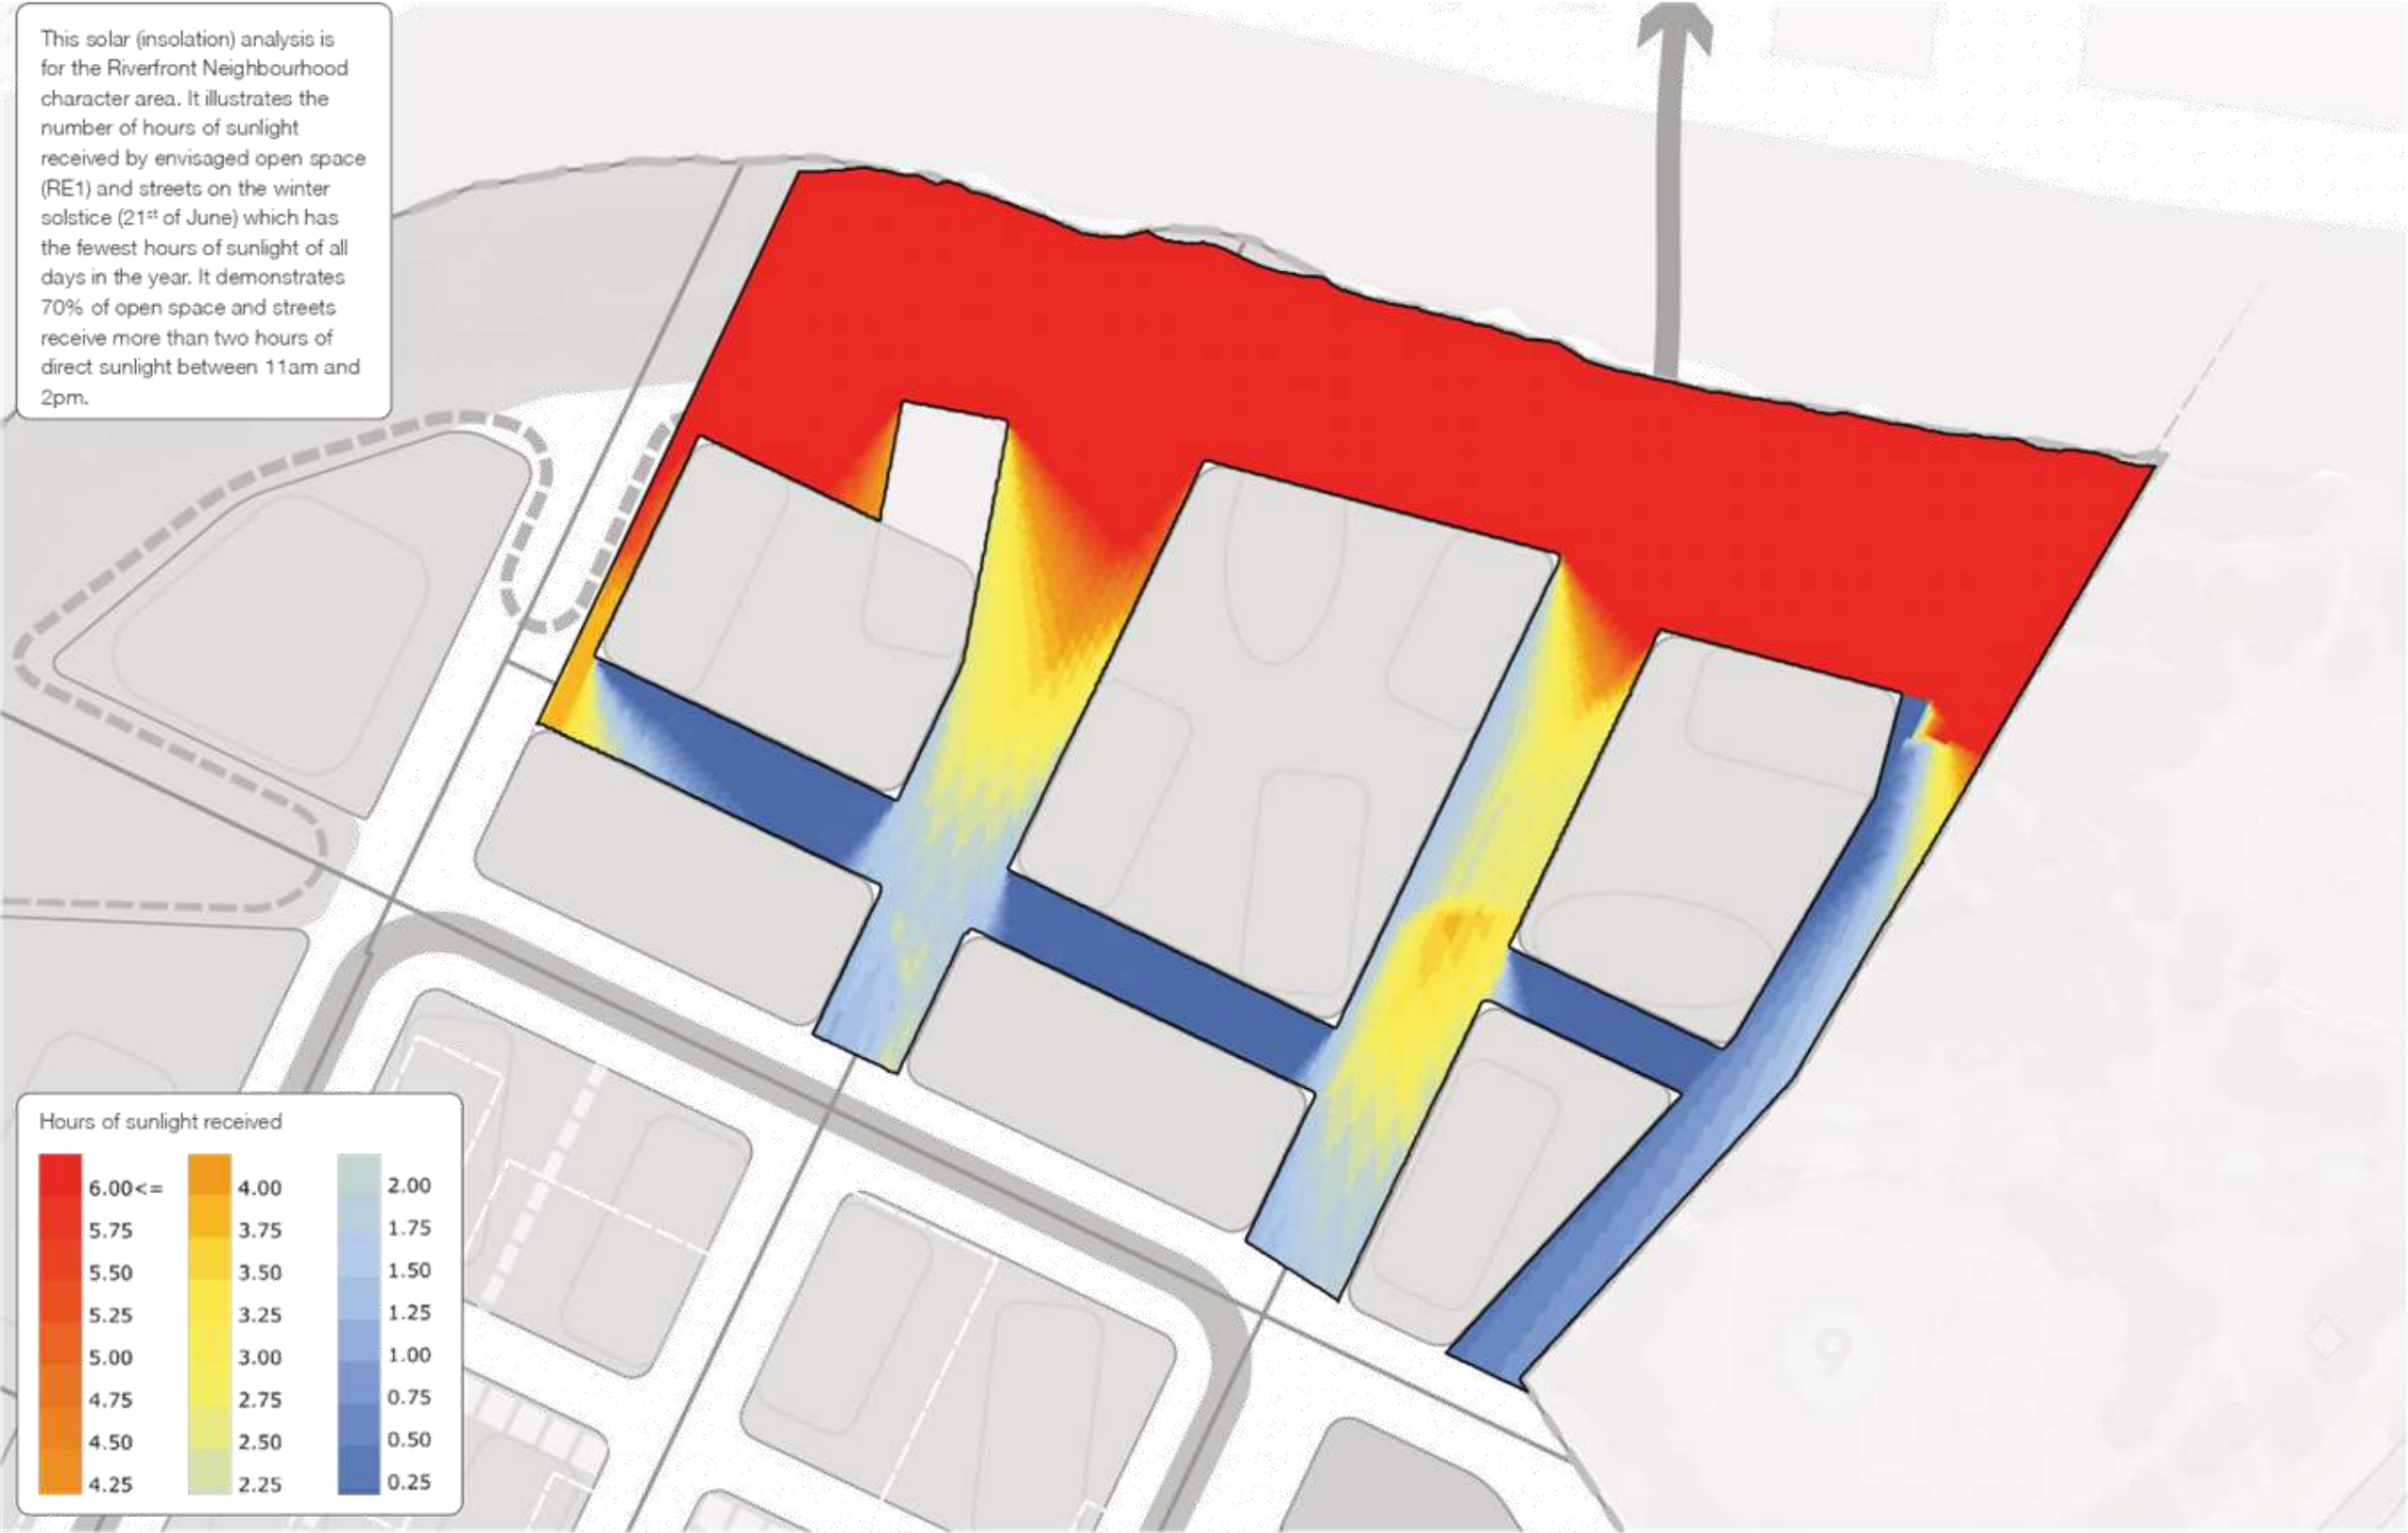 This solar (insolation) analysis is
for the Riverfront Neighbourhood
character area. It illustrates the
number of hours of sunlight
received by envisaged open space
(RE1) and streets on the winter
solstice (21st of June) which has
the fewest hours of sunlight of all
days in the year. It demonstrates
70% of open space and streets
receive more than two hours of
direct sunlight between 11am and
2pm.
9
Hours of sunlight received
6.00<=
5.75
5.50
5.25
5.00
4.75
4.50
4.25
4.00
3.75
3.50
3.25
3.00
2.75
2.50
2.25
2.00
1.75
1.50
1.25
1.00
0.75
0.50
0.25